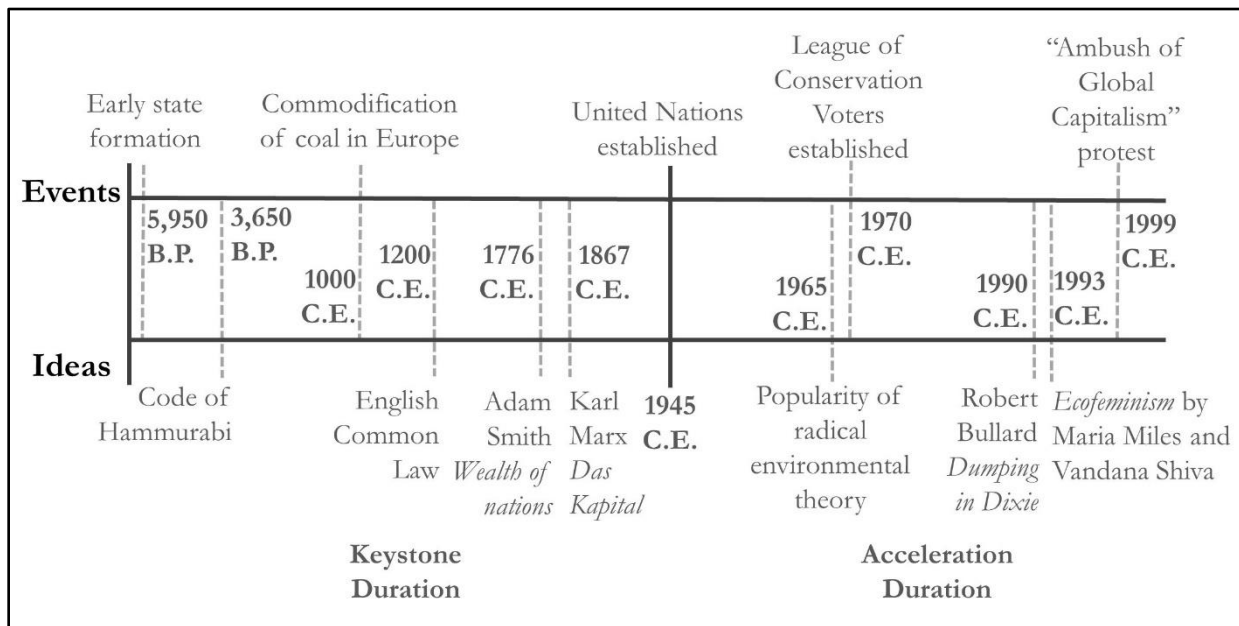 Early state
formation
Commodification
of coal in Europe
United Nations
established
League of
Conservation
Voters
established
“Ambush of
Global
Capitalism”
protest
Events
5,950
B.P.
3,650
B.P.
1000
C.E.
1200
C.E.
1776
C.E.
1867
C.E.
1965
C.E.
1970
C.E.
1990
C.E.
1993
C.E.
1999
C.E.
Ideas
Code of
Hammurabi
English
Common
Law
Adam
Smith
Wealth of
nations
Karl
Marx
Das
Kapital
1945
C.E.
Popularity of
radical
environmental
theory
Robert
Bullard
Dumping
in Dixie
Ecofeminism by
Maria Miles and
Vandana Shiva
Keystone
Duration
Acceleration
Duration